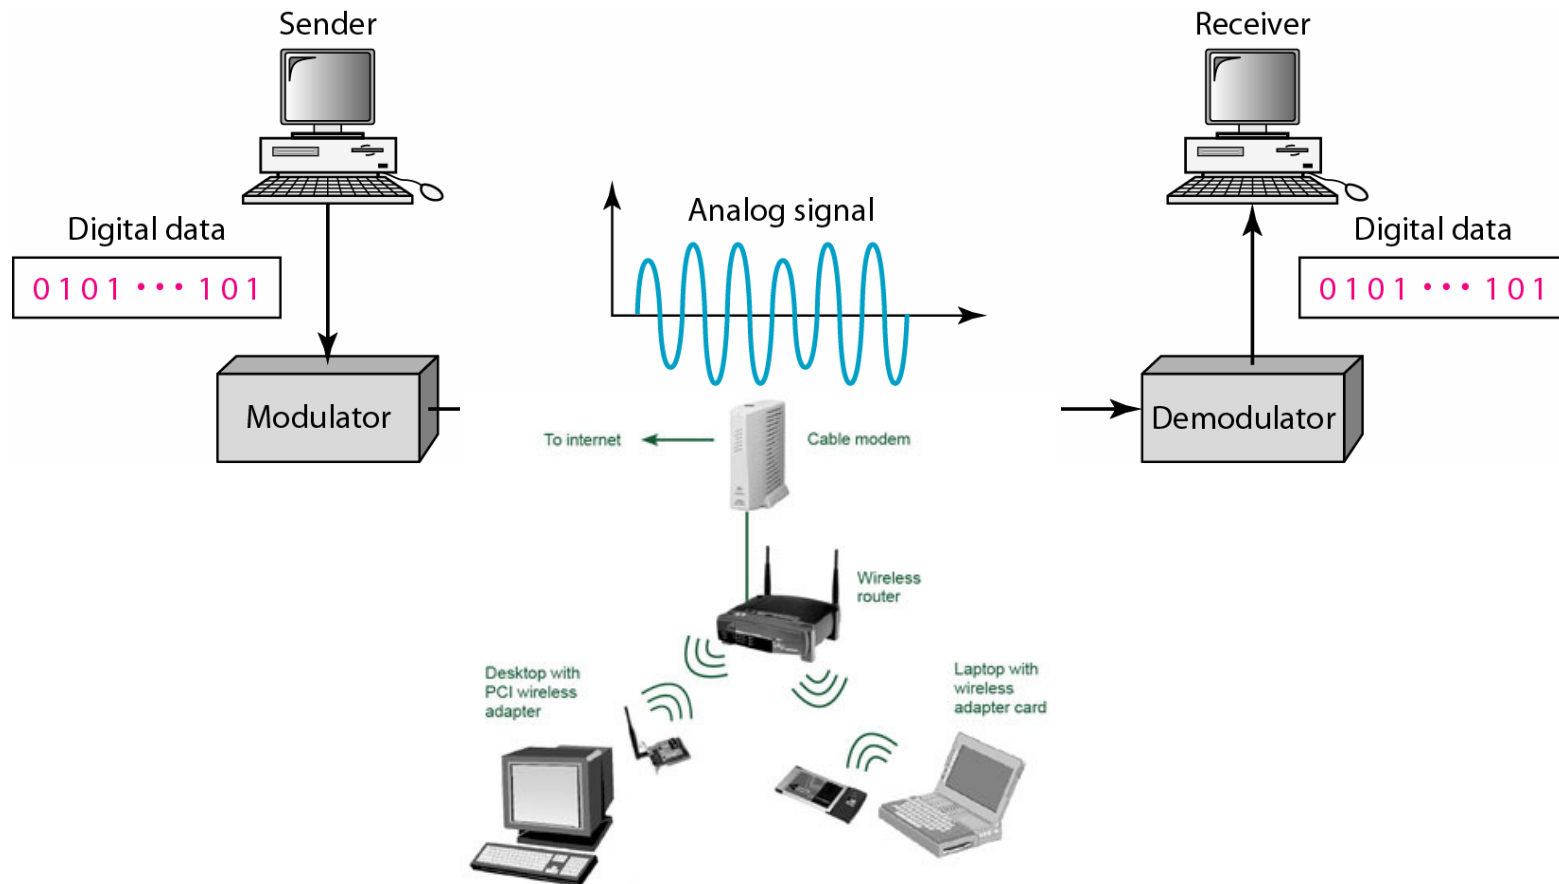 Sender
Receiver
Analog signal
Digital data
Digital data
0101 ••• 101
0101 ••• 101
Modulator
Demodulator
To internet
Cable modem
Wireless
router
Desktop with
PCI wireless
adapter
Laptop with
wireless
adapter card